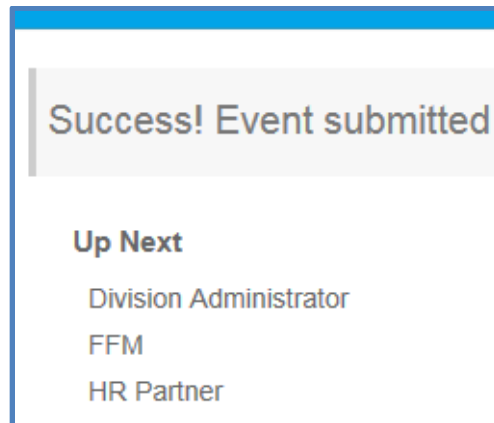 Success! Event submitted
Up Next
Division Administrator
FFM
HR Partner